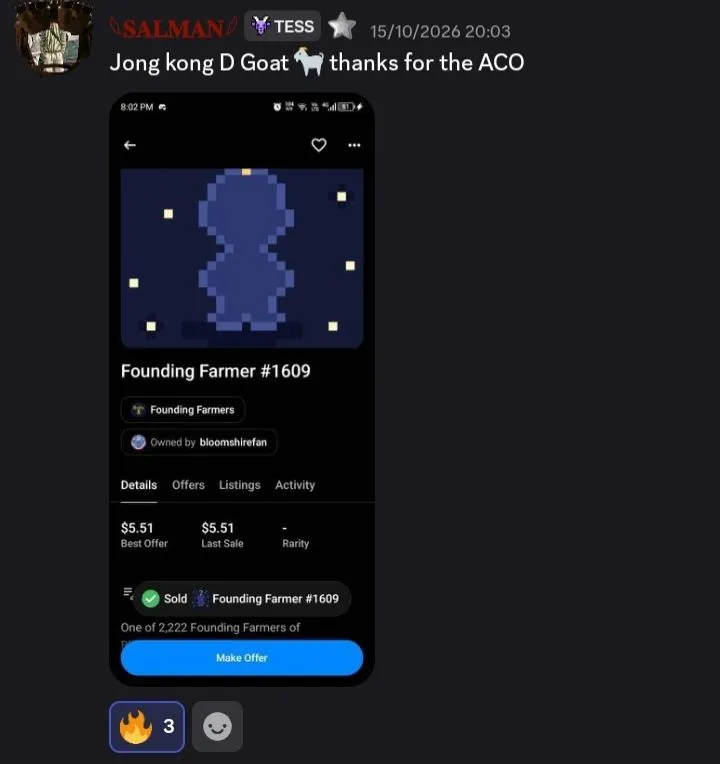 SALMAN TESS 15/10/2026 20:03
Jong kong D Goat 🐐 thanks for the ACO
8:02 PM
Founding Farmer #1609
Founding Farmers
Owned by bloomshirefan
Details Offers Listings Activity
$5.51 $5.51 -
Best Offer Last Sale Rarity
Sold Founding Farmer #1609
One of 2,222 Founding Farmers of
Make Offer
🔥 3